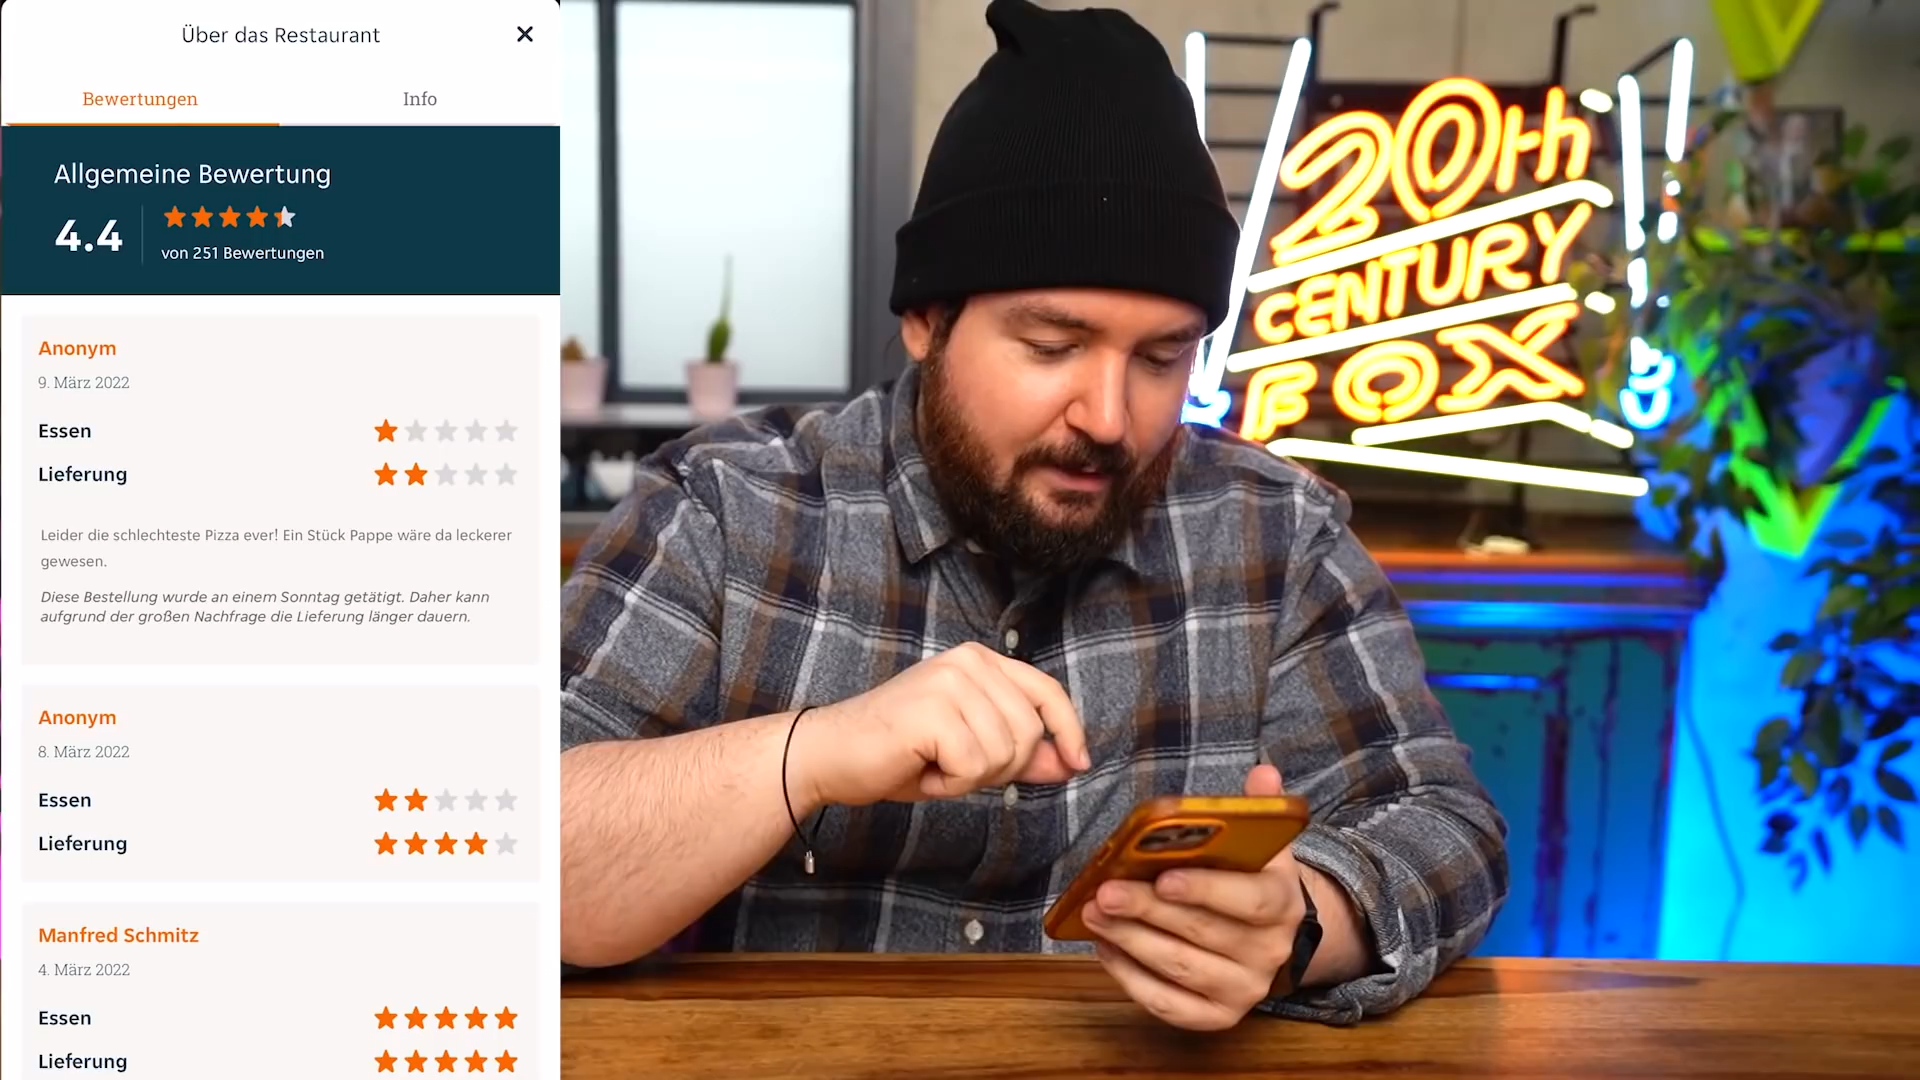 Über das Restaurant
Bewertungen
Info
Allgemeine Bewertung
4.4
von 251 Bewertungen
Anonym
9. März 2022
Essen
Lieferung
Leider die schlechteste Pizza ever! Ein Stück Pappe wäre da leckerer
gewesen.
Diese Bestellung wurde an einem Sonntag getätigt. Daher kann
aufgrund der großen Nachfrage die Lieferung länger dauern.
Anonym
8. März 2022
Essen
Lieferung
Manfred Schmitz
4. März 2022
Essen
Lieferung
20th
CENTURY
FOX